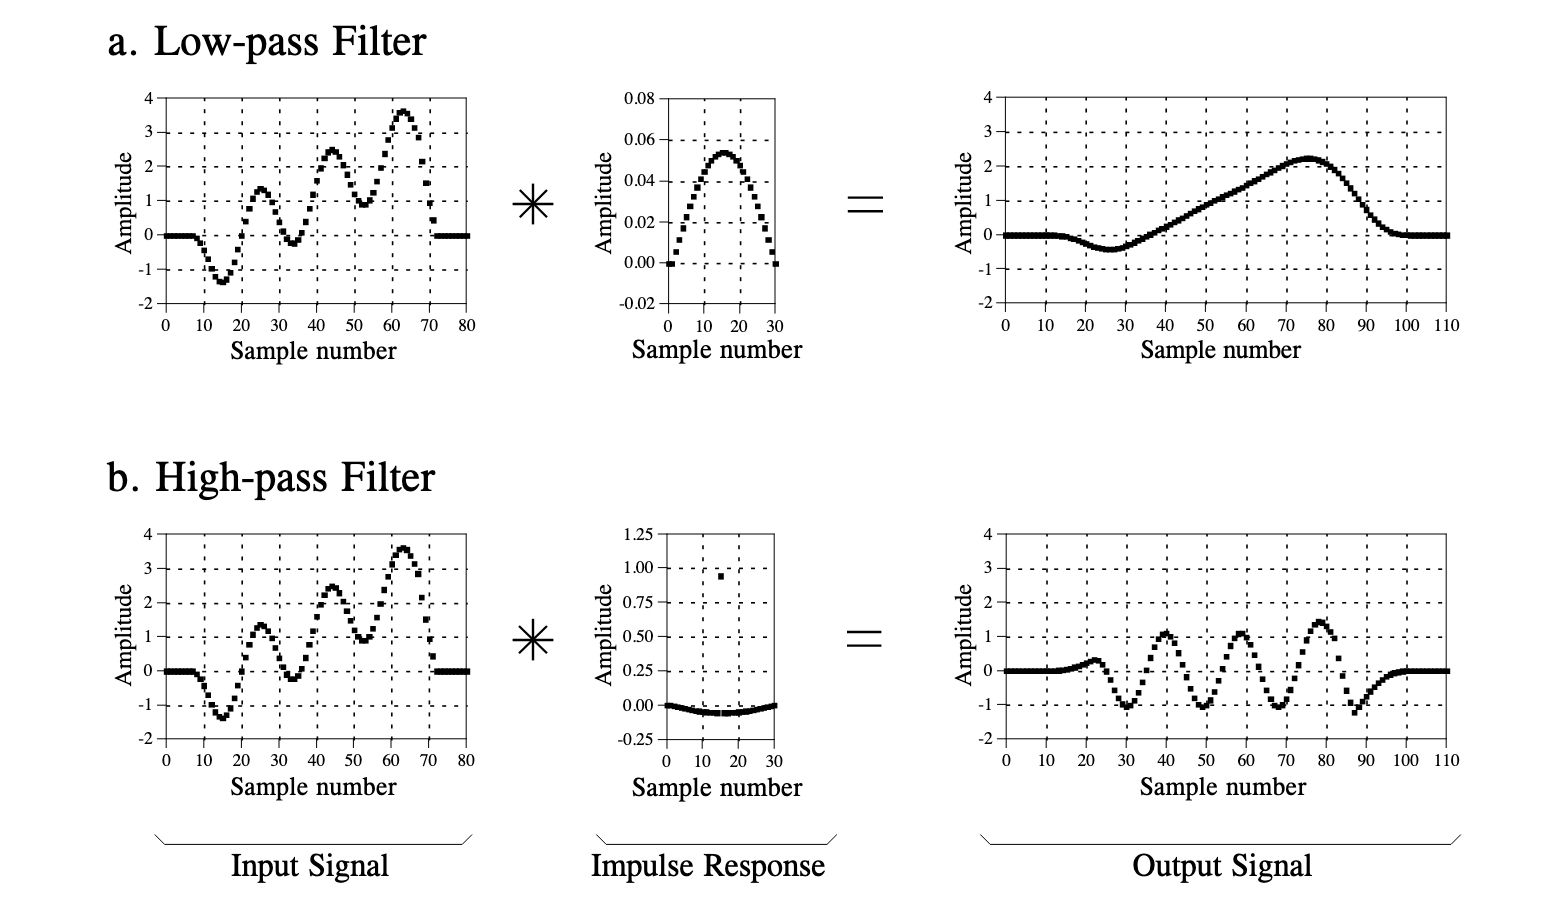 a. Low-pass Filter
4
3
2
1
0
-1
-2
0 10 20 30 40 50 60 70 80
Amplitude
Sample number
0.08
0.06
0.04
0.02
0.00
-0.02
0 10 20 30
Amplitude
Sample number
4
3
2
1
0
-1
-2
0 10 20 30 40 50 60 70 80 90 100 110
Amplitude
Sample number
b. High-pass Filter
4
3
2
1
0
-1
-2
0 10 20 30 40 50 60 70 80
Amplitude
Sample number
1.25
1.00
0.75
0.50
0.25
0.00
-0.25
0 10 20 30
Amplitude
Sample number
4
3
2
1
0
-1
-2
0 10 20 30 40 50 60 70 80 90 100 110
Amplitude
Sample number
Input Signal
Impulse Response
Output Signal